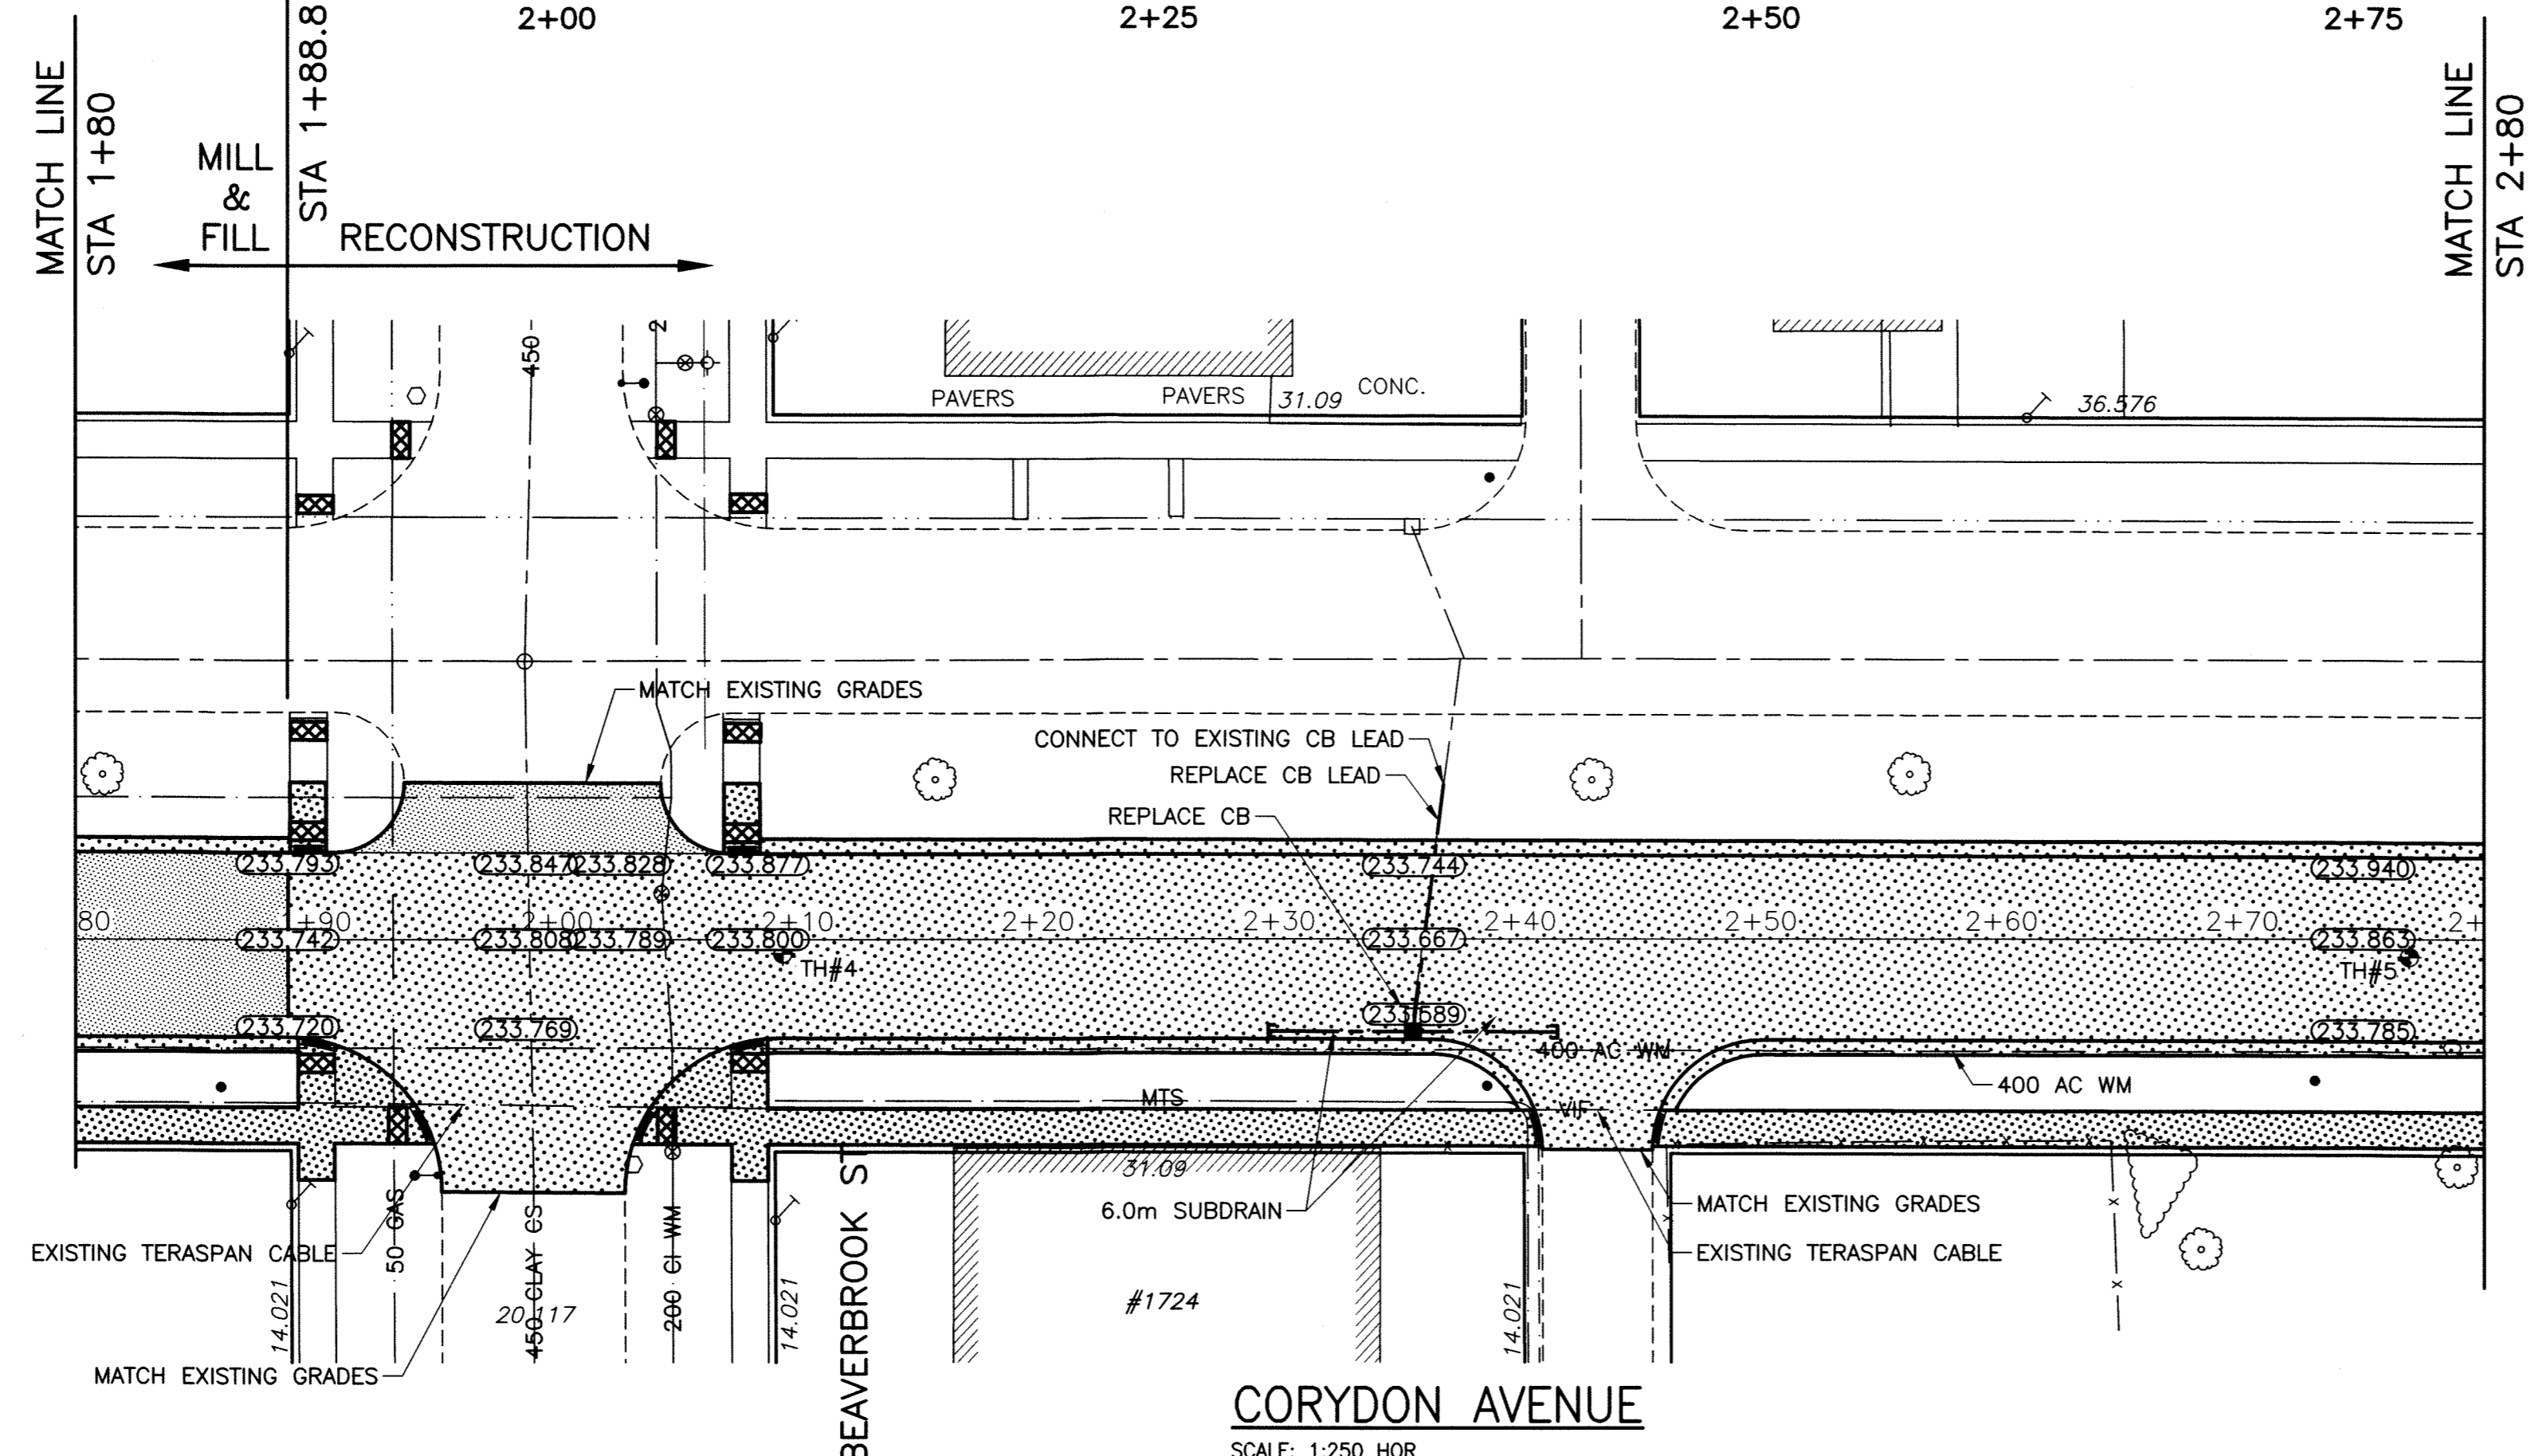 2+00
2+25
2+50
2+75
MATCH LINE
STA 1+80
STA 1+88.8
MATCH LINE
STA 2+80
MILL
&
FILL
RECONSTRUCTION
450
2
PAVERS
PAVERS
31.09
CONC.
36.576
MATCH EXISTING GRADES
CONNECT TO EXISTING CB LEAD
REPLACE CB LEAD
REPLACE CB
233.793
233.847
233.828
233.877
233.744
233.940
80
+90
2+00
2+10
2+20
2+30
2+40
2+50
2+60
2+70
2+
233.742
233.808
233.789
233.800
233.667
233.863
TH#4
TH#5
233.720
233.769
233.589
233.785
400 AC WM
400 AC WM
MTS
VIF
31.09
6.0m SUBDRAIN
MATCH EXISTING GRADES
EXISTING TERASPAN CABLE
EXISTING TERASPAN CABLE
50 GAS
450 CLAY CS
200 CI WM
14.021
20.117
14.021
14.021
#1724
MATCH EXISTING GRADES
BEAVERBROOK ST
CORYDON AVENUE
SCALE: 1:250 HOR